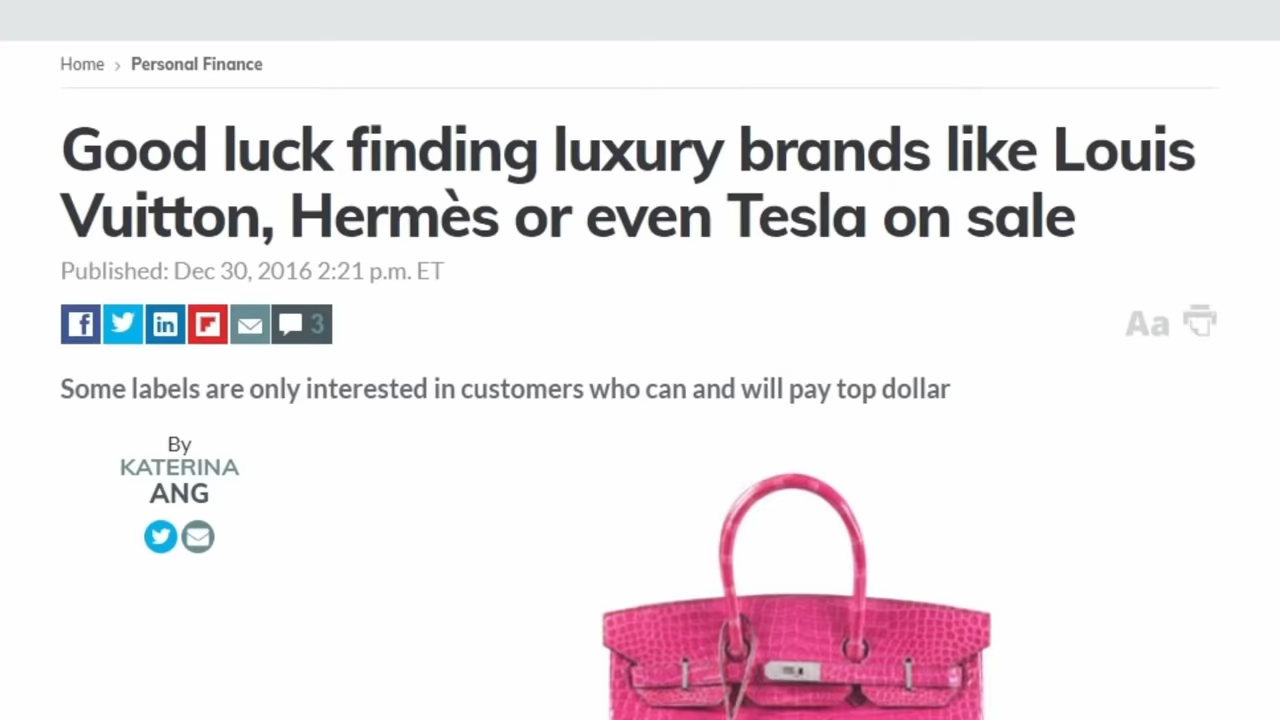 Home > Personal Finance
Good luck finding luxury brands like Louis
Vuitton, Hermès or even Tesla on sale
Published: Dec 30, 2016 2:21 p.m. ET
f in 3
Aa
Some labels are only interested in customers who can and will pay top dollar
By
KATERINA
ANG